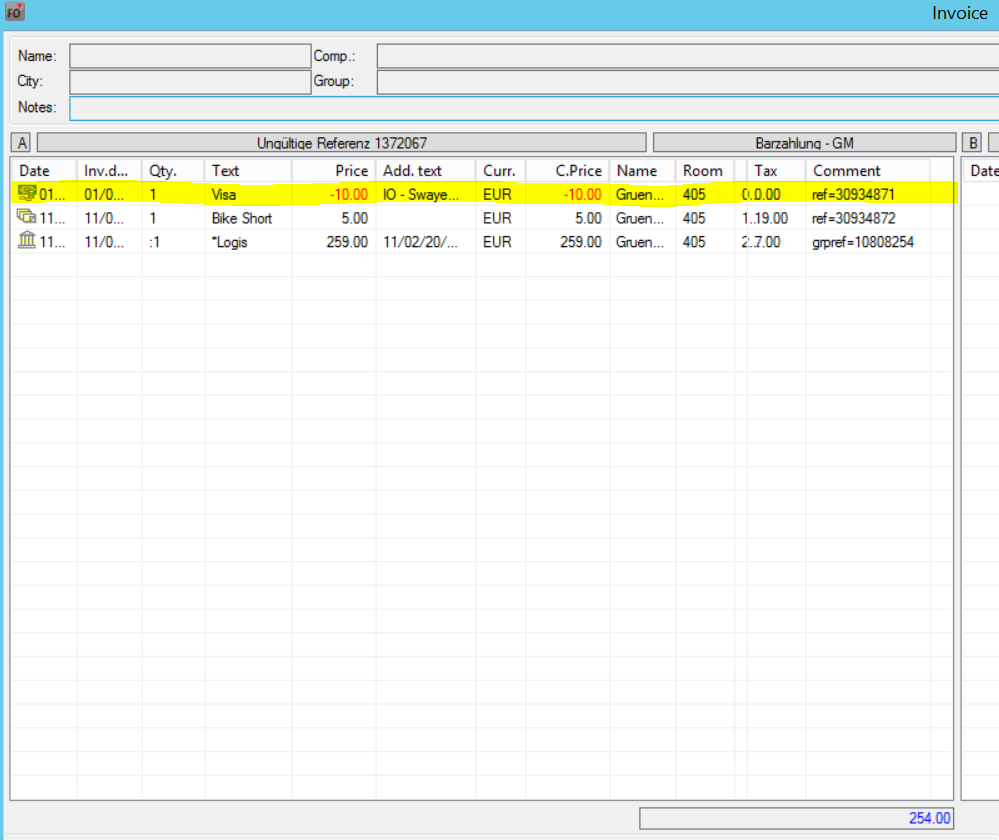 FO
Invoice
Name: Comp.:
City: Group:
Notes:
A Ungültige Referenz 1372067 Barzahlung - GM B
Date Inv.d... Qty. Text Price Add. text Curr. C.Price Name Room Tax Comment Date
01... 01/0... 1 Visa -10.00 IO - Swaye... EUR -10.00 Gruen... 405 0.. 0.00 ref=30934871
11... 11/0... 1 Bike Short 5.00 EUR 5.00 Gruen... 405 1.. 19.00 ref=30934872
11... 11/0... :1 *Logis 259.00 11/02/20/... EUR 259.00 Gruen... 405 2.. 7.00 grpref=10808254
254.00